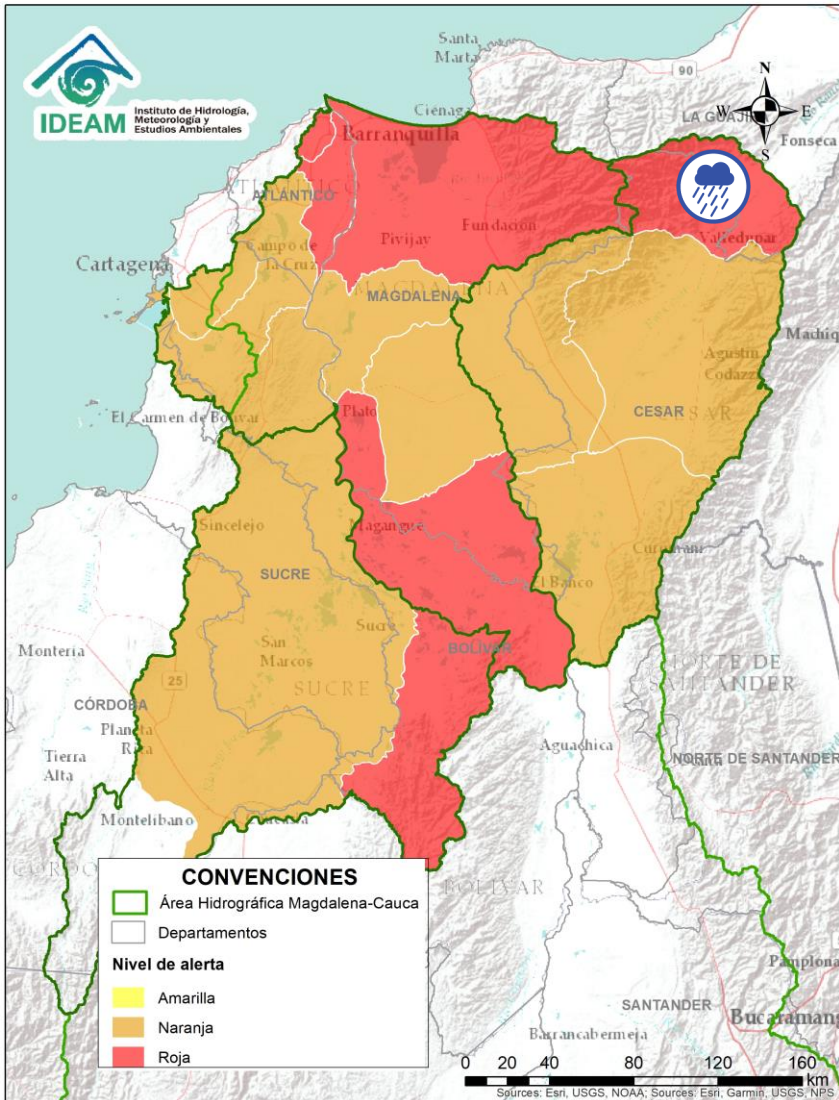 IDEAM
Instituto de Hidrología,
Meteorología y
Estudios Ambientales
Santa
Marta
90
N
W
E
S
LA GUAJI
Fonseca
Ciénaga
Barranquilla
ATLÁNTICO
Fundación
Pivijay
Valledupar
Campo de
la Cruz
Cartagena
MAGDALENA
Agustín
Codazzi
CESAR
El Carmen de Bolívar
Plato
Sincelejo
Magangué
SUCRE
El Banco
Sucre
BOLÍVAR
San
Marcos
SUCRE
Montería
25
CÓRDOBA
Planeta
Rica
Tierra
Alta
NORTE DE
SANTANDER
Aguachica
NORTE DE SANTANDER
Montelíbano
BOLÍVAR
CONVENCIONES
Área Hidrográfica Magdalena-Cauca
Departamentos
Nivel de alerta
Amarilla
Naranja
Roja
Pamplona
SANTANDER
Bucaramang
Barrancabermeja
0 20 40 80 120 160
km
Sources: Esri, USGS, NOAA; Sources: Esri, Garmin, USGS, NPS